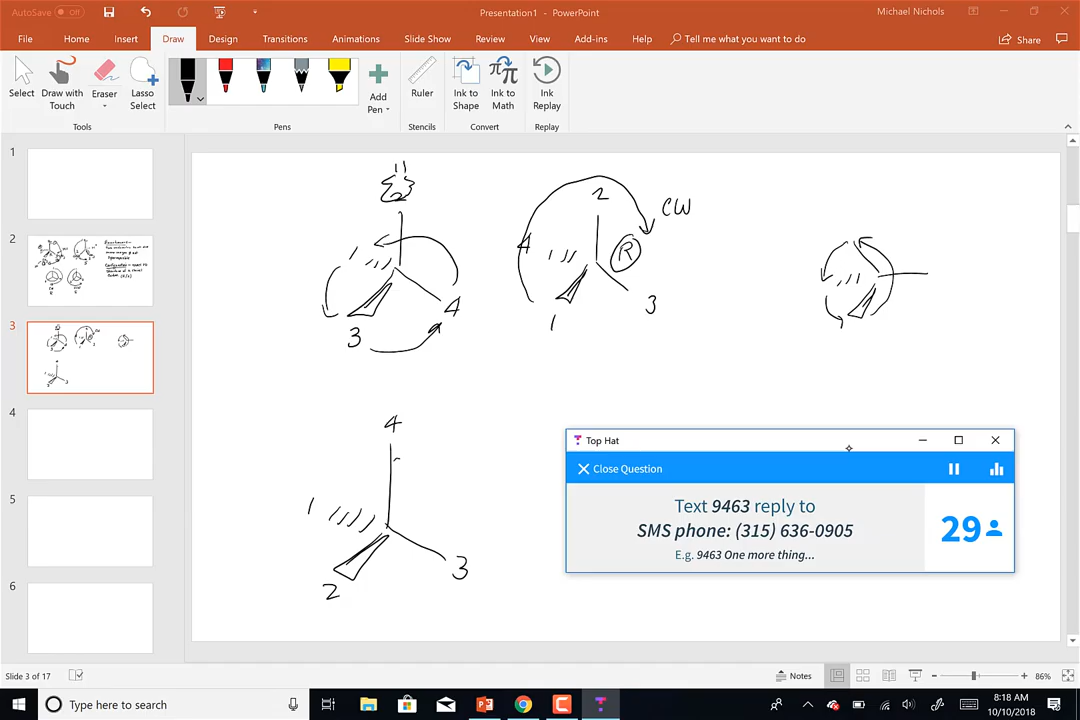 AutoSave Off
Presentation1 - PowerPoint
Michael Nichols
File Home Insert Draw Design Transitions Animations Slide Show Review View Add-ins Help Tell me what you want to do
Share
Select
Draw with Touch
Eraser
Lasso Select
Add Pen
Ruler
Ink to Shape
Ink to Math
Ink Replay
Tools
Pens
Stencils
Convert
Replay
1
2
3
4
5
6
1
3
4
2
CW
4
R
1
3
4
1
2
3
Top Hat
Close Question
Text 9463 reply to
SMS phone: (315) 636-0905
E.g. 9463 One more thing...
29
Slide 3 of 17
Notes
86%
Type here to search
8:18 AM
10/10/2018